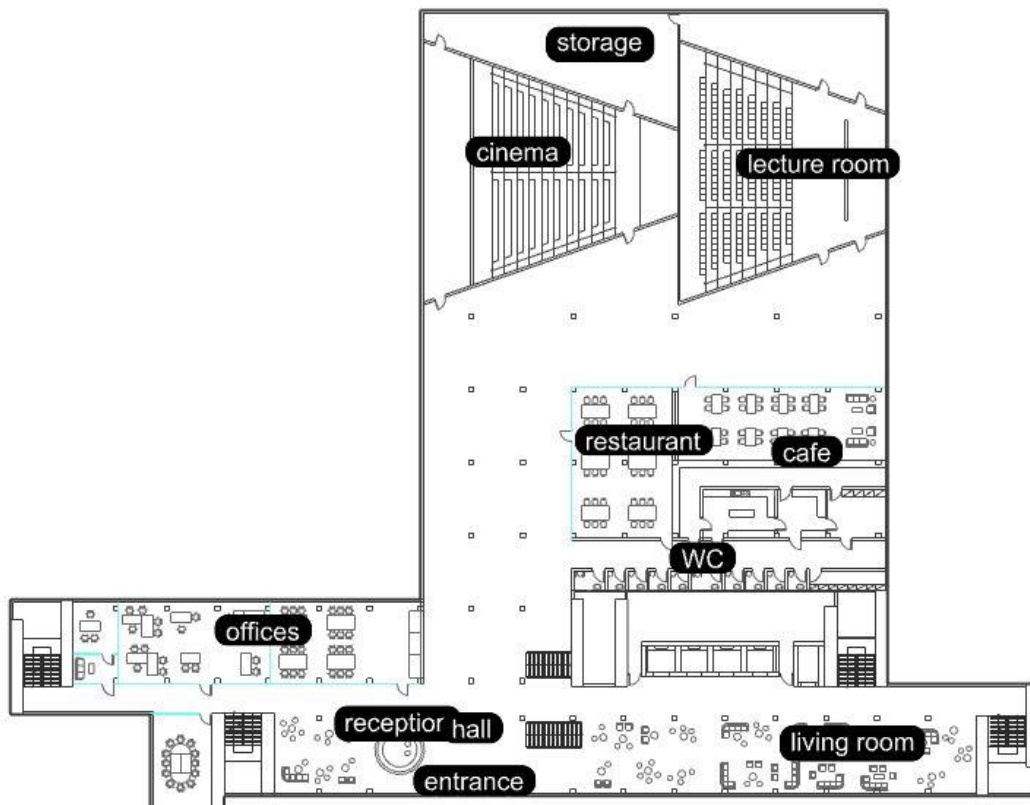 storage
cinema
lecture room
restaurant
cafe
WC
offices
receptior hall
living room
entrance